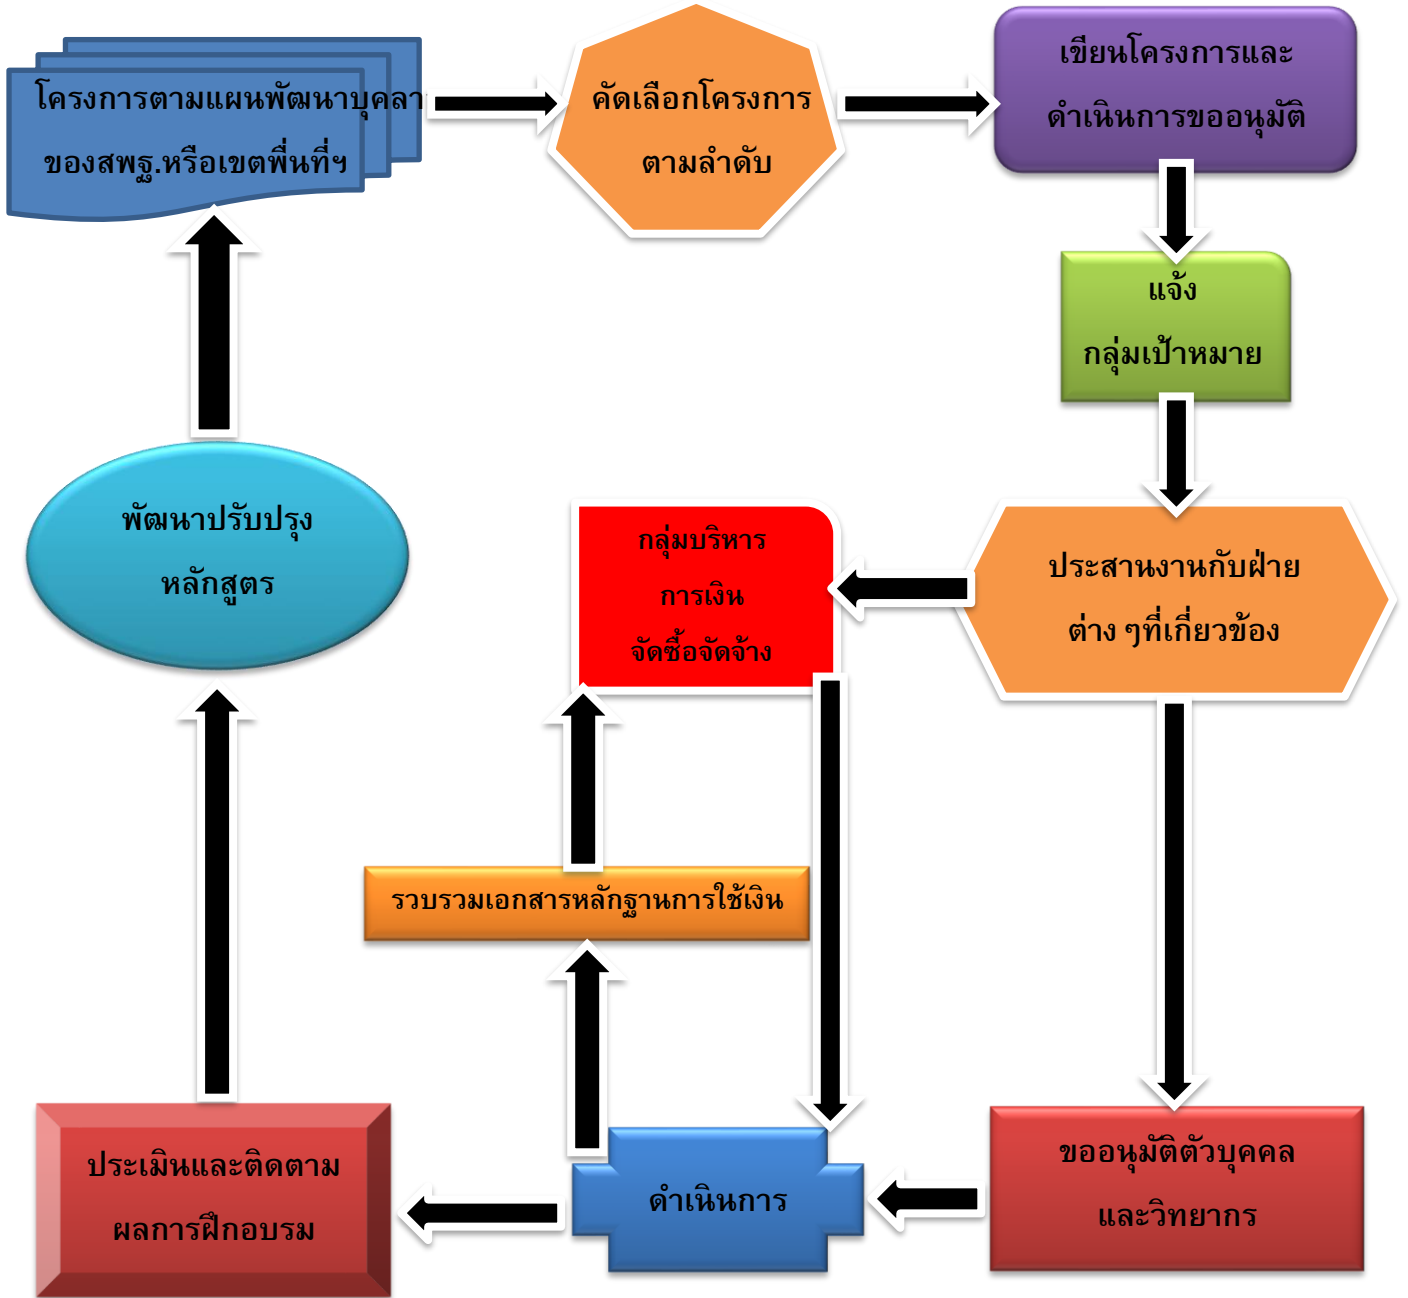 โครงการตามแผนพัฒนาบุคลา
ของสพฐ.หรือเขตพื่นที่ฯ
คัดเลือกโครงการ
ตามลำดับ
เขียนโครงการและ
ดำเนินการขออนุมัติ
แจ้ง
กลุ่มเป้าหมาย
ประสานงานกับฝ่าย
ต่าง ๆที่เกี่ยวข้อง
กลุ่มบริหาร
การเงิน
จัดซื้อจัดจ้าง
พัฒนาปรับปรุง
หลักสูตร
รวบรวมเอกสารหลักฐานการใช้เงิน
ขออนุมัติตัวบุคคล
และวิทยากร
ดำเนินการ
ประเมินและติดตาม
ผลการฝึกอบรม